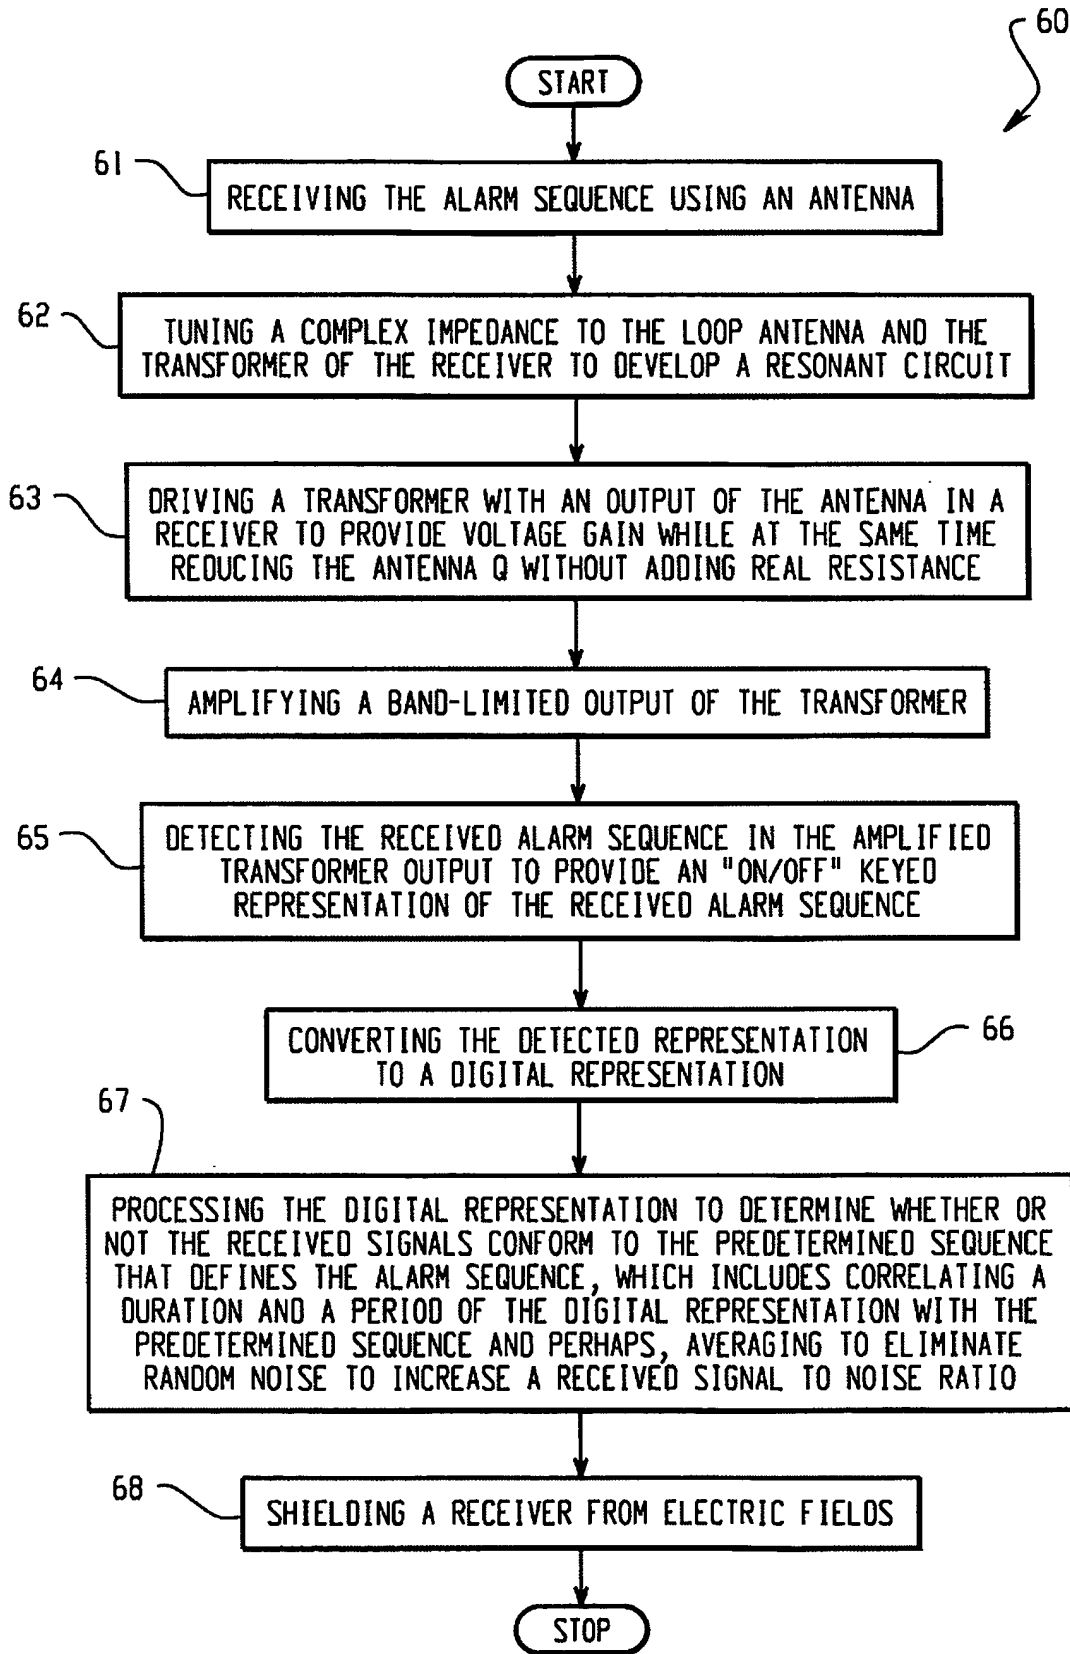 60
START
61
RECEIVING THE ALARM SEQUENCE USING AN ANTENNA
62
TUNING A COMPLEX IMPEDANCE TO THE LOOP ANTENNA AND THE
TRANSFORMER OF THE RECEIVER TO DEVELOP A RESONANT CIRCUIT
63
DRIVING A TRANSFORMER WITH AN OUTPUT OF THE ANTENNA IN A
RECEIVER TO PROVIDE VOLTAGE GAIN WHILE AT THE SAME TIME
REDUCING THE ANTENNA Q WITHOUT ADDING REAL RESISTANCE
64
AMPLIFYING A BAND-LIMITED OUTPUT OF THE TRANSFORMER
65
DETECTING THE RECEIVED ALARM SEQUENCE IN THE AMPLIFIED
TRANSFORMER OUTPUT TO PROVIDE AN "ON/OFF" KEYED
REPRESENTATION OF THE RECEIVED ALARM SEQUENCE
66
CONVERTING THE DETECTED REPRESENTATION
TO A DIGITAL REPRESENTATION
67
PROCESSING THE DIGITAL REPRESENTATION TO DETERMINE WHETHER OR
NOT THE RECEIVED SIGNALS CONFORM TO THE PREDETERMINED SEQUENCE
THAT DEFINES THE ALARM SEQUENCE, WHICH INCLUDES CORRELATING A
DURATION AND A PERIOD OF THE DIGITAL REPRESENTATION WITH THE
PREDETERMINED SEQUENCE AND PERHAPS, AVERAGING TO ELIMINATE
RANDOM NOISE TO INCREASE A RECEIVED SIGNAL TO NOISE RATIO
68
SHIELDING A RECEIVER FROM ELECTRIC FIELDS
STOP